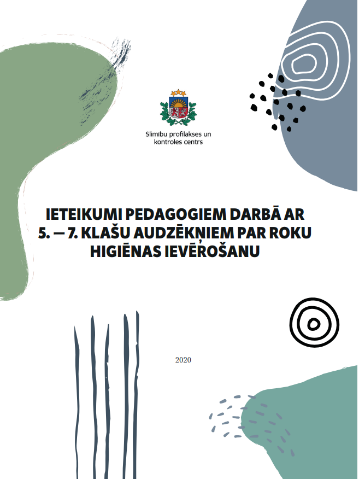 Slimību profilakses un
kontroles centrs
IETEIKUMI PEDAGOGIEM DARBĀ AR
5. – 7. KLAŠU AUDZĒKŅIEM PAR ROKU
HIGIĒNAS IEVĒROŠANU
2020